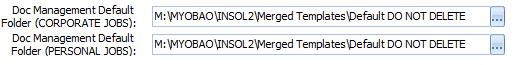 Doc Management Default
Folder (CORPORATE JOBS): M:\MYOBAO\INSOL2\Merged Templates\Default DO NOT DELETE ...
Doc Management Default
Folder (PERSONAL JOBS): M:\MYOBAO\INSOL2\Merged Templates\Default DO NOT DELETE ...